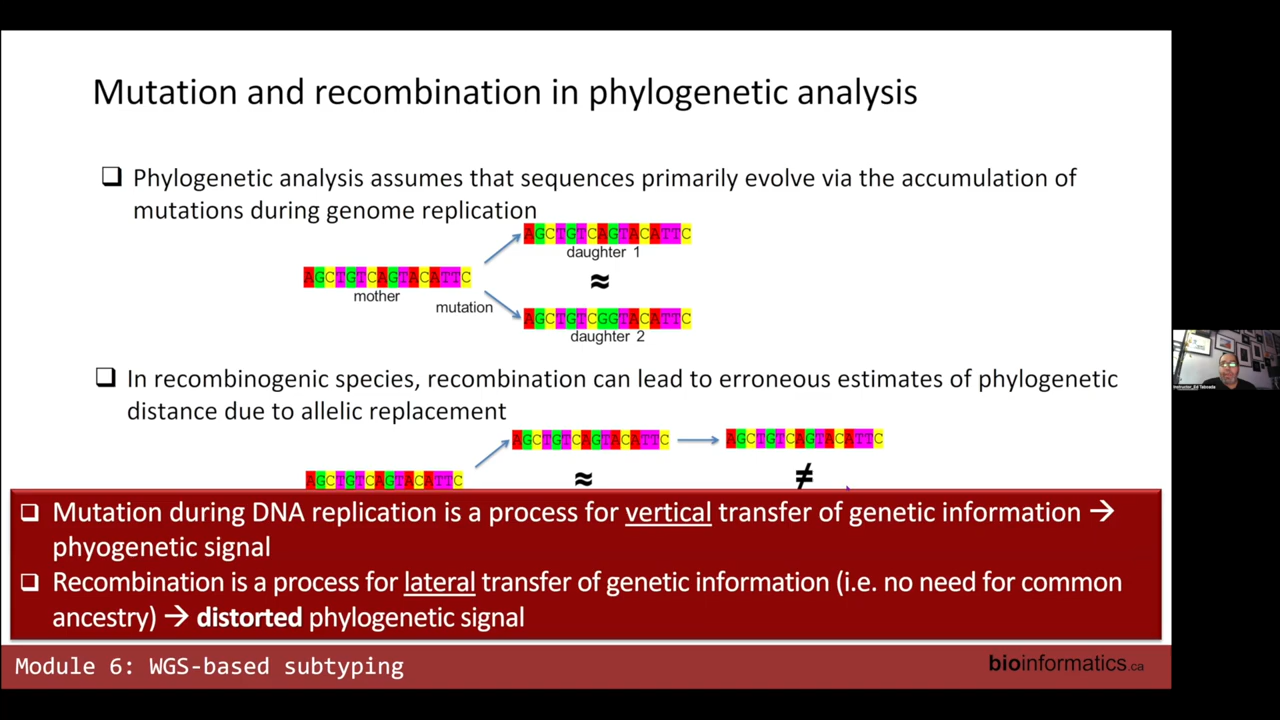 Mutation and recombination in phylogenetic analysis
❑ Phylogenetic analysis assumes that sequences primarily evolve via the accumulation of
mutations during genome replication
AGCTGTCAGTACATTC
daughter 1
≈
AGCTGTCAGTACATTC
mother
mutation
AGCTGTCGGTACATTC
daughter 2
❑ In recombinogenic species, recombination can lead to erroneous estimates of phylogenetic
distance due to allelic replacement
AGCTGTCAGTACATTC
AGCTGTCAGTACATTC
AGCTGTCAGTACATTC
≈
≠
❑ Mutation during DNA replication is a process for vertical transfer of genetic information →
phyogenetic signal
❑ Recombination is a process for lateral transfer of genetic information (i.e. no need for common
ancestry) → distorted phylogenetic signal
Module 6: WGS-based subtyping
bioinformatics.ca
Instructor_Ed Taboada